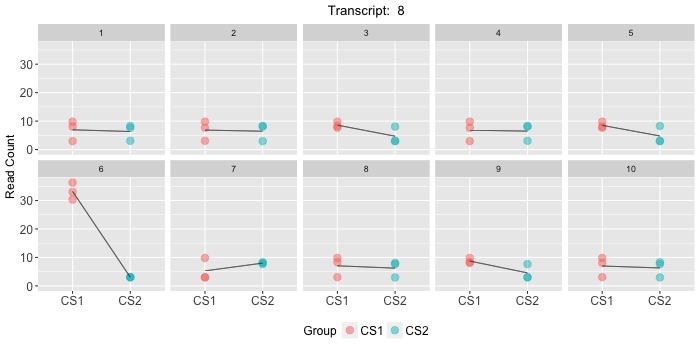 Transcript: 8
1 2 3 4 5
30
20
10
0
Read Count
6 7 8 9 10
30
20
10
0
CS1 CS2 CS1 CS2 CS1 CS2 CS1 CS2 CS1 CS2
Group CS1 CS2